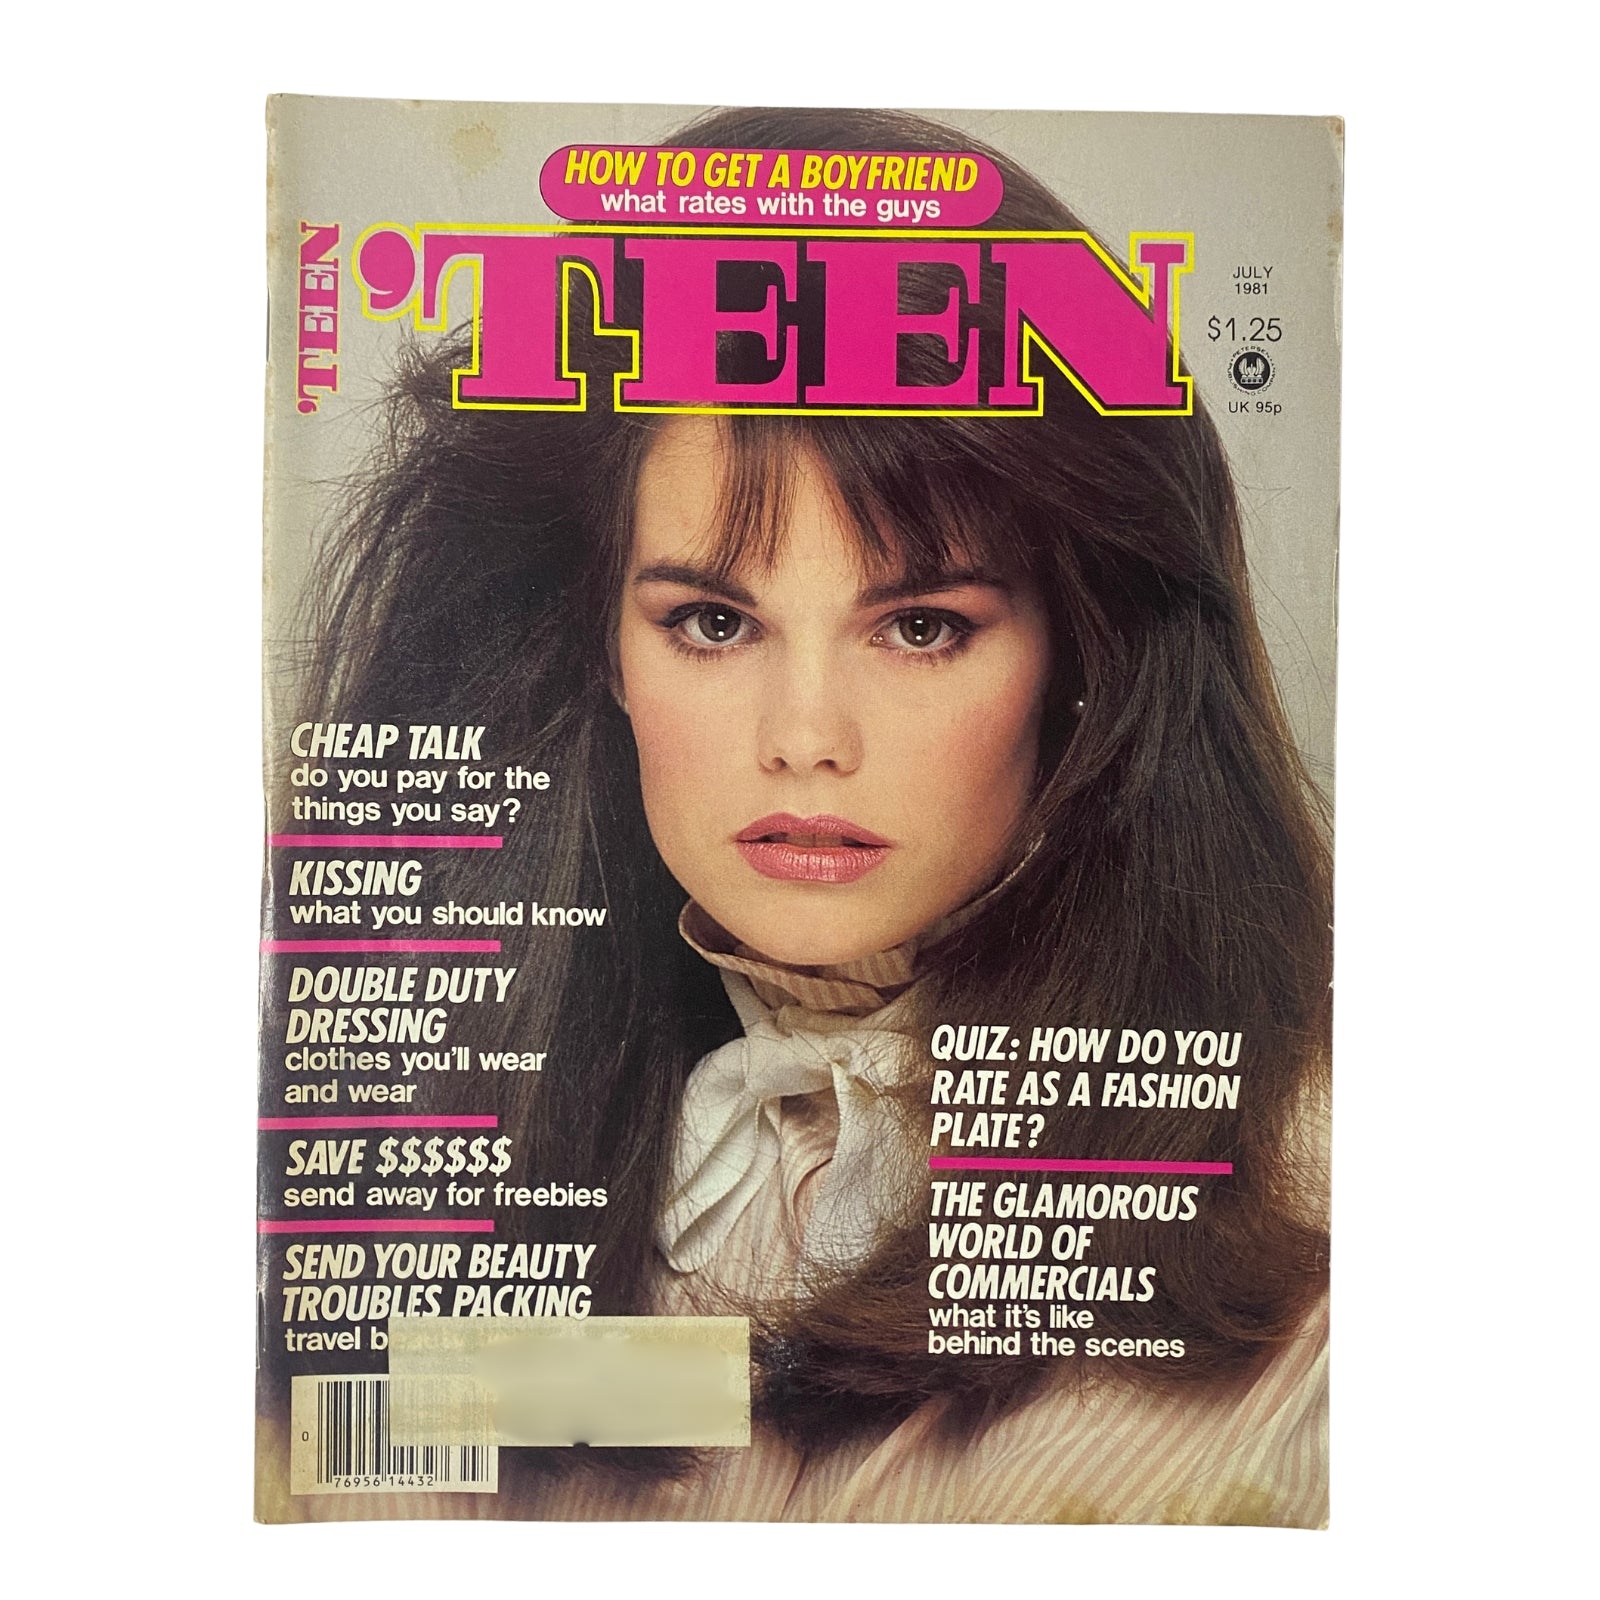 HOW TO GET A BOYFRIEND
what rates with the guys
'TEEN
'TEEN
JULY
1981
$1.25
PETERSEN PUBLISHING COMPANY
UK 95p
CHEAP TALK
do you pay for the
things you say?
KISSING
what you should know
DOUBLE DUTY
DRESSING
clothes you'll wear
and wear
SAVE $$$$$$
send away for freebies
SEND YOUR BEAUTY
TROUBLES PACKING
travel
QUIZ: HOW DO YOU
RATE AS A FASHION
PLATE?
THE GLAMOROUS
WORLD OF
COMMERCIALS
what it's like
behind the scenes
0
76956 14432